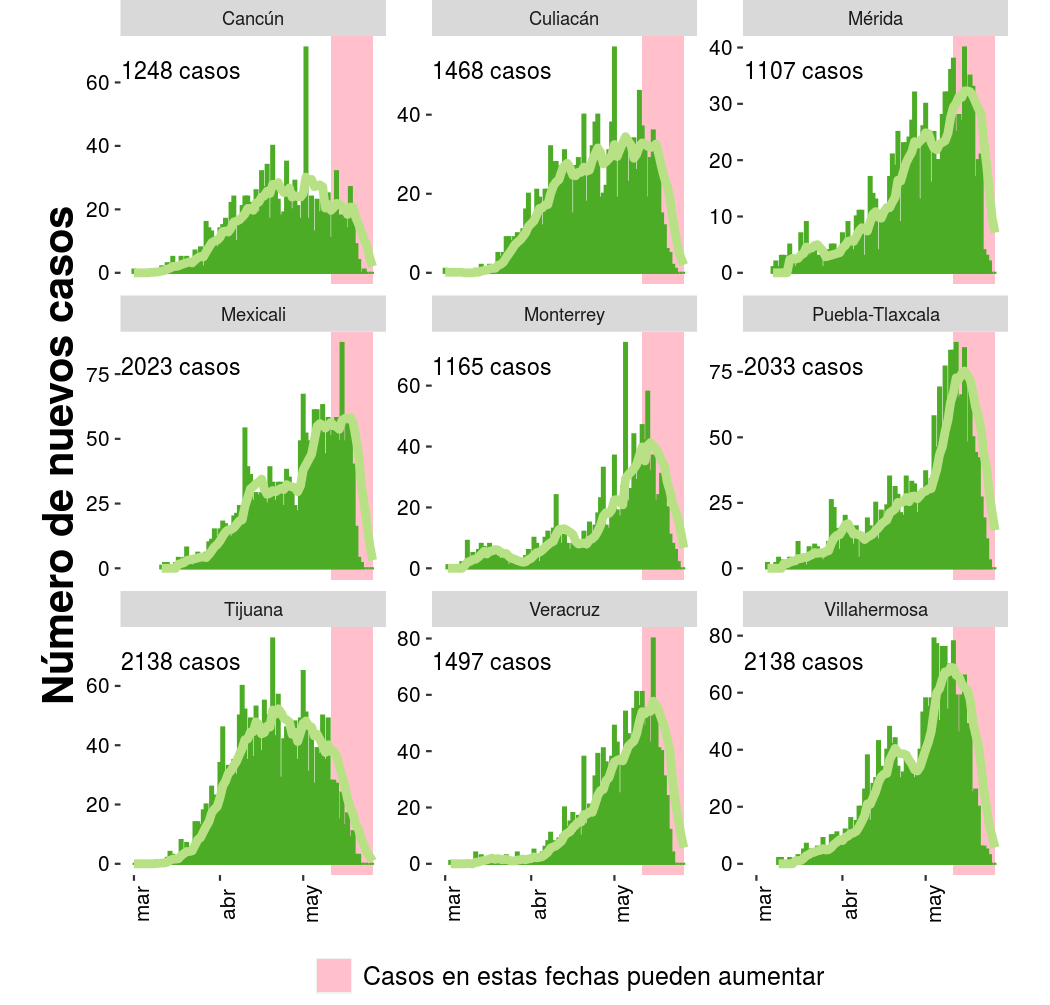 Cancún
Culiacán
Mérida
1248 casos
1468 casos
1107 casos
60
40
20
0
40
20
0
40
30
20
10
0
Número de nuevos casos
Mexicali
Monterrey
Puebla-Tlaxcala
2023 casos
1165 casos
2033 casos
75
50
25
0
60
40
20
0
75
50
25
0
Tijuana
Veracruz
Villahermosa
2138 casos
1497 casos
2138 casos
60
40
20
0
80
60
40
20
0
80
60
40
20
0
mar
abr
may
mar
abr
may
mar
abr
may
Casos en estas fechas pueden aumentar